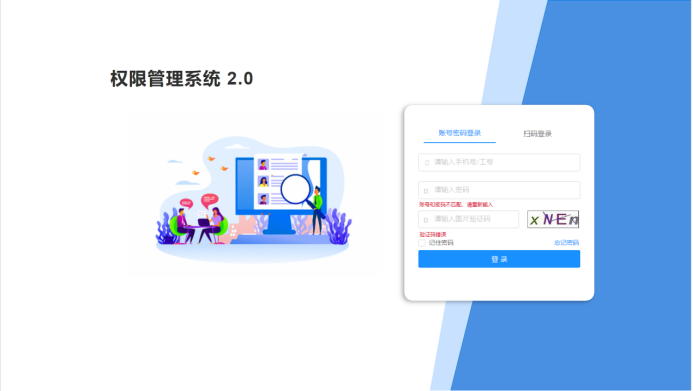 权限管理系统 2.0
账号密码登录
扫码登录
请输入手机号/工号
请输入密码
账号和密码不匹配，请重新输入
请输入图片验证码
xNEn
验证码错误
记住密码
忘记密码
登 录